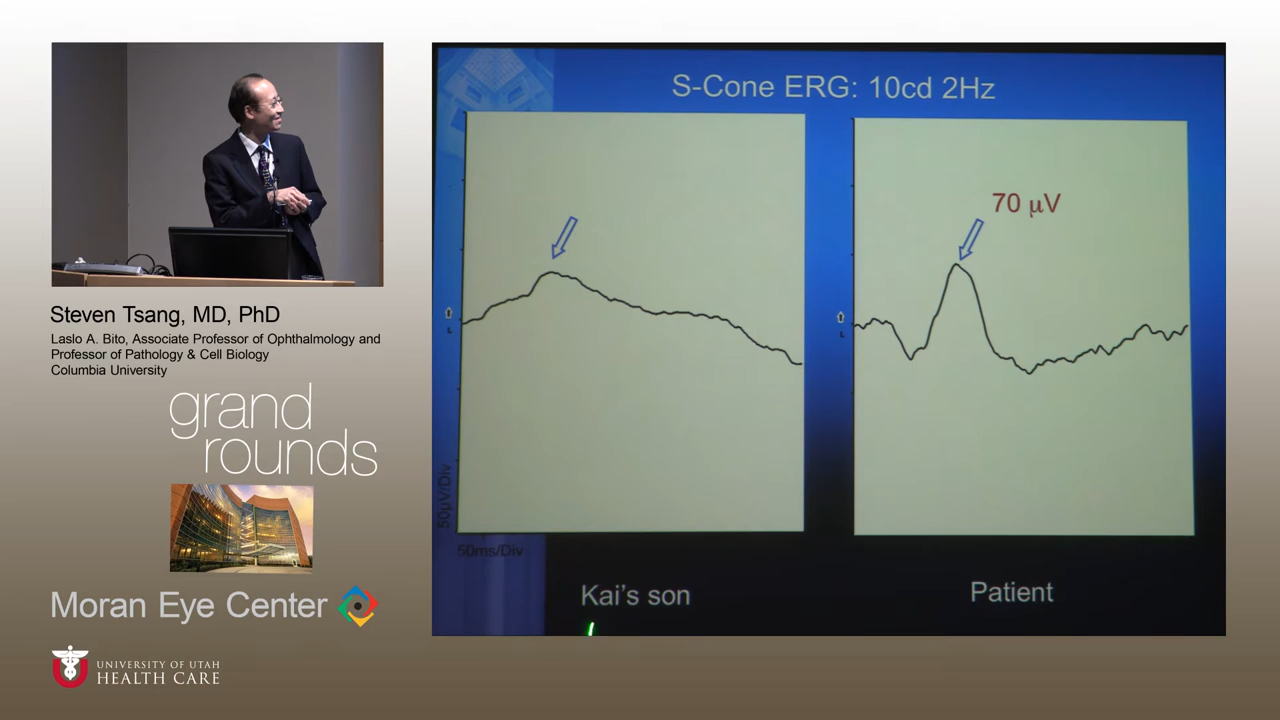 Steven Tsang, MD, PhD
Laslo A. Bito, Associate Professor of Ophthalmology and
Professor of Pathology & Cell Biology
Columbia University
grand
rounds
Moran Eye Center
UNIVERSITY OF UTAH
HEALTH CARE
S-Cone ERG: 10cd 2Hz
70 μV
50μV/Div
50ms/Div
Kai's son
Patient